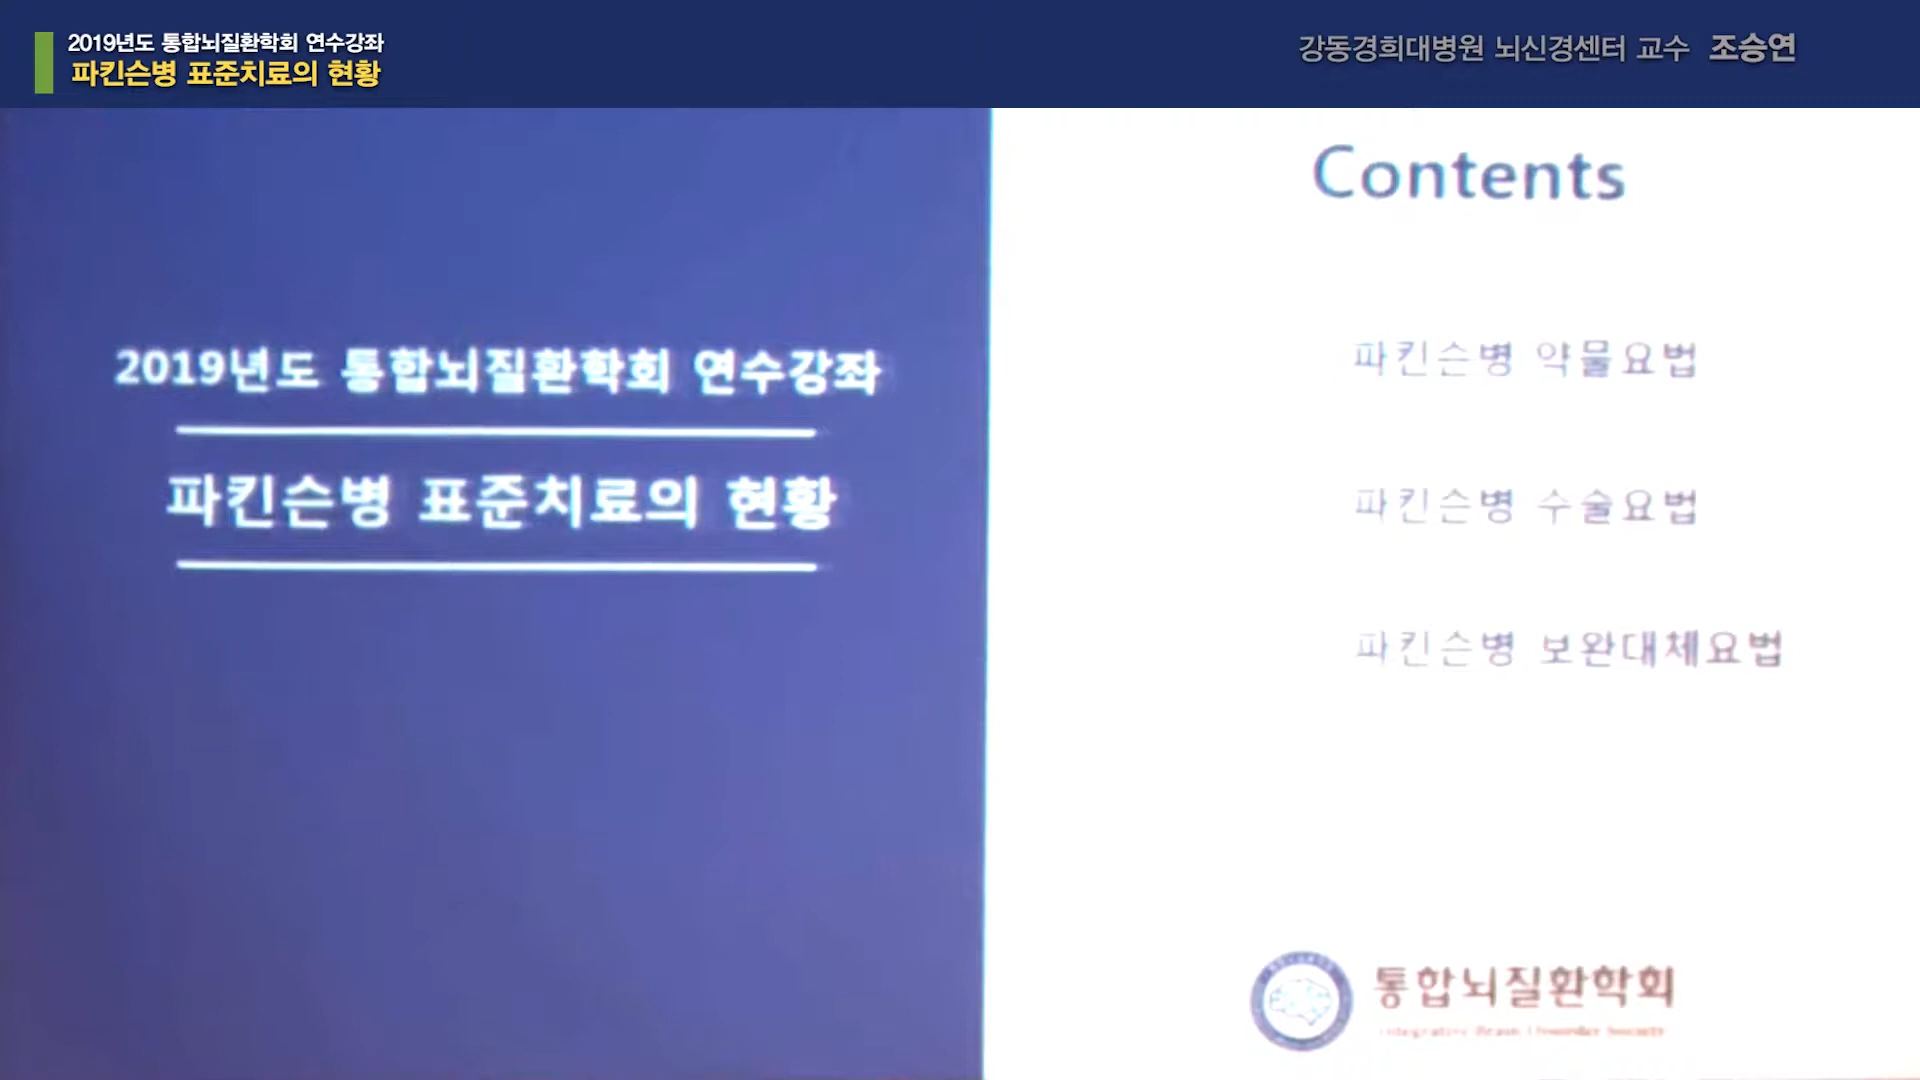 2019년도 통합뇌질환학회 연수강좌
파킨슨병 표준치료의 현황
강동경희대병원 뇌신경센터 교수 조승연
2019년도 통합뇌질환학회 연수강좌
파킨슨병 표준치료의 현황
Contents
파킨슨병 약물요법
파킨슨병 수술요법
파킨슨병 보완대체요법
통합뇌질환학회
Integrative Brain Disorder Society